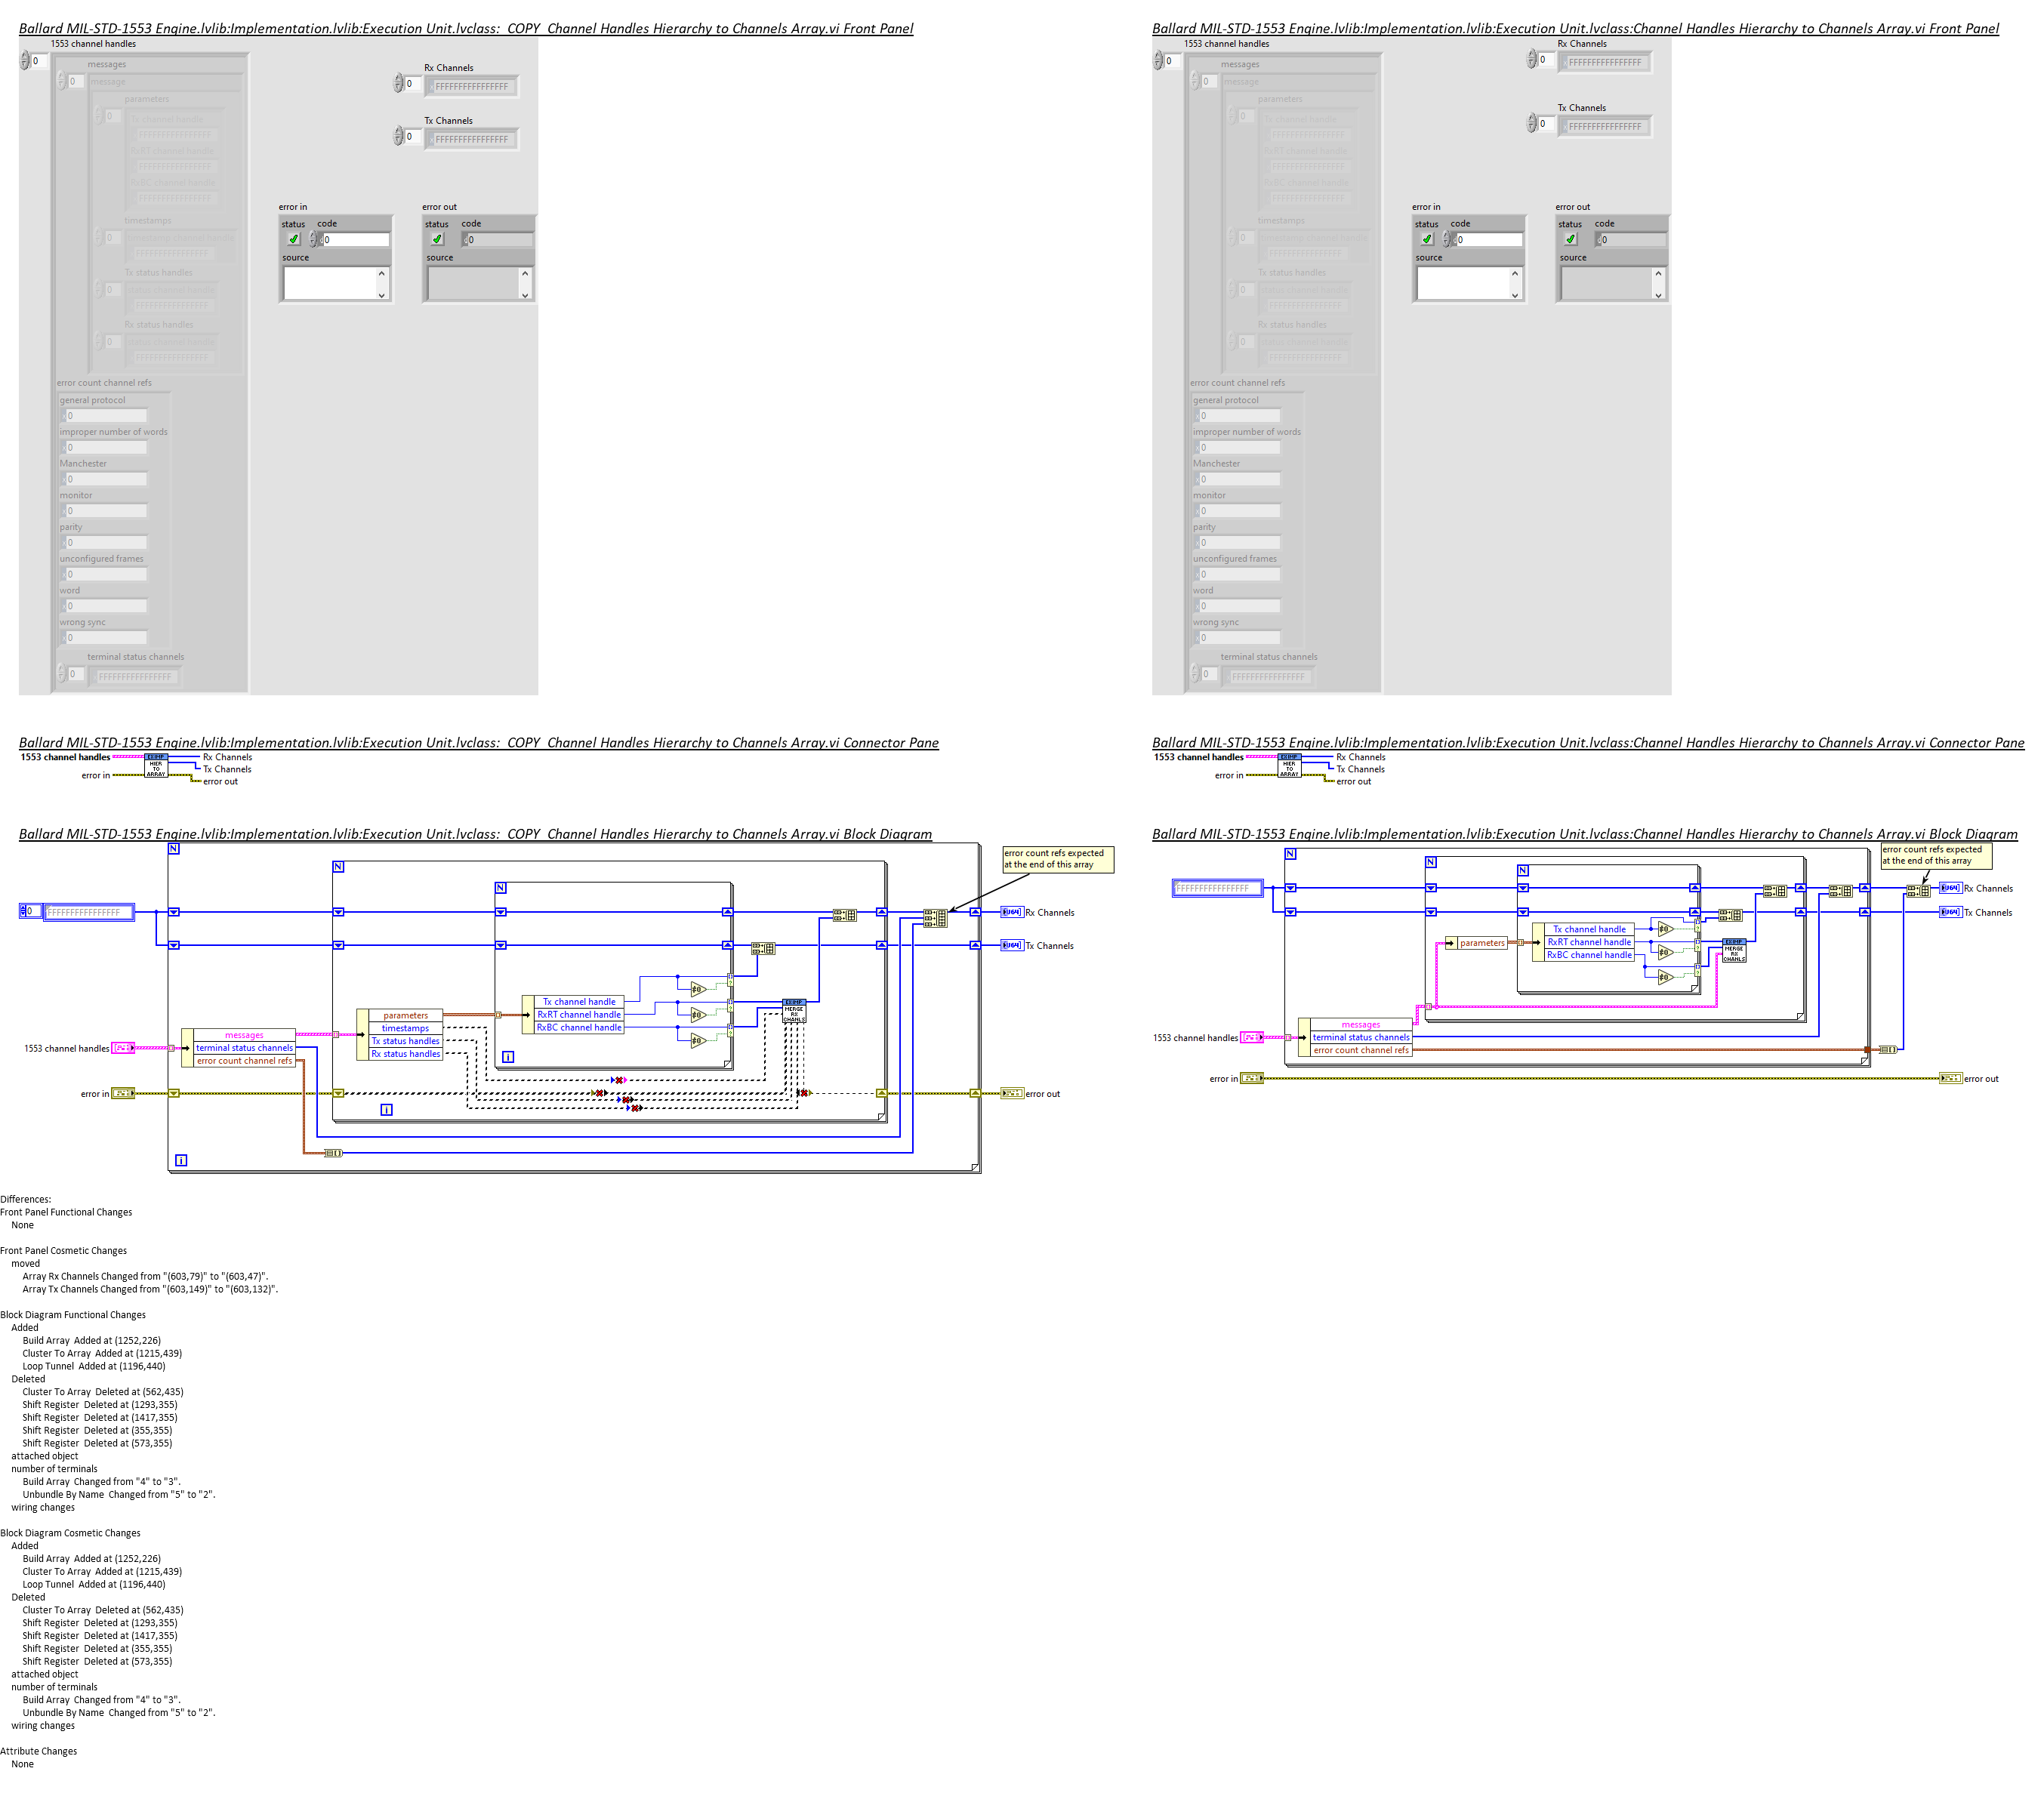 Ballard MIL-STD-1553 Engine.lvlib:Implementation.lvlib:Execution Unit.lvclass:_COPY_Channel Handles Hierarchy to Channels Array.vi Front Panel
1553 channel handles
0
messages
0
message
parameters
0
Tx channel handle
FFFFFFFFFFFFFFFF
RxRT channel handle
FFFFFFFFFFFFFFFF
RxBC channel handle
FFFFFFFFFFFFFFFF
timestamps
0
timestamp channel handle
Tx status handles
0
status channel handle
FFFFFFFFFFFFFFFF
Rx status handles
0
status channel handle
FFFFFFFFFFFFFFFF
error count channel refs
general protocol
0
improper number of words
0
Manchester
0
monitor
0
parity
0
unconfigured frames
0
word
0
wrong sync
0
terminal status channels
0
FFFFFFFFFFFFFFFF
Rx Channels
0
FFFFFFFFFFFFFFFF
Tx Channels
0
FFFFFFFFFFFFFFFF
error in
status code
0
source
error out
status code
0
source
Ballard MIL-STD-1553 Engine.lvlib:Implementation.lvlib:Execution Unit.lvclass:Channel Handles Hierarchy to Channels Array.vi Front Panel
1553 channel handles
0
messages
0
message
parameters
0
Tx channel handle
FFFFFFFFFFFFFFFF
RxRT channel handle
FFFFFFFFFFFFFFFF
RxBC channel handle
FFFFFFFFFFFFFFFF
timestamps
0
timestamp channel handle
Tx status handles
0
status channel handle
FFFFFFFFFFFFFFFF
Rx status handles
0
status channel handle
FFFFFFFFFFFFFFFF
error count channel refs
general protocol
0
improper number of words
0
Manchester
0
monitor
0
parity
0
unconfigured frames
0
word
0
wrong sync
0
terminal status channels
0
FFFFFFFFFFFFFFFF
Rx Channels
0
FFFFFFFFFFFFFFFF
Tx Channels
0
FFFFFFFFFFFFFFFF
error in
status code
0
source
error out
status code
0
source
Ballard MIL-STD-1553 Engine.lvlib:Implementation.lvlib:Execution Unit.lvclass:_COPY_Channel Handles Hierarchy to Channels Array.vi Connector Pane
1553 channel handles
error in
HIER
TO
ARRAY
Rx Channels
Tx Channels
error out
Ballard MIL-STD-1553 Engine.lvlib:Implementation.lvlib:Execution Unit.lvclass:Channel Handles Hierarchy to Channels Array.vi Connector Pane
1553 channel handles
error in
HIER
TO
ARRAY
Rx Channels
Tx Channels
error out
Ballard MIL-STD-1553 Engine.lvlib:Implementation.lvlib:Execution Unit.lvclass:_COPY_Channel Handles Hierarchy to Channels Array.vi Block Diagram
N
N
N
error count refs expected
at the end of this array
0
FFFFFFFFFFFFFFFF
U64
Rx Channels
U64
Tx Channels
Tx channel handle
RxRT channel handle
RxBC channel handle
MERGE
RX
CHANLS
parameters
timestamps
Tx status handles
Rx status handles
messages
terminal status channels
error count channel refs
1553 channel handles
error in
error out
i
i
i
Ballard MIL-STD-1553 Engine.lvlib:Implementation.lvlib:Execution Unit.lvclass:Channel Handles Hierarchy to Channels Array.vi Block Diagram
N
N
N
error count refs expected
at the end of this array
FFFFFFFFFFFFFFFF
U64
Rx Channels
U64
Tx Channels
parameters
Tx channel handle
RxRT channel handle
RxBC channel handle
MERGE
RX
CHANLS
messages
terminal status channels
error count channel refs
1553 channel handles
error in
error out
Differences:
Front Panel Functional Changes
None
Front Panel Cosmetic Changes
moved
Array Rx Channels Changed from "(603,79)" to "(603,47)".
Array Tx Channels Changed from "(603,149)" to "(603,132)".
Block Diagram Functional Changes
Added
Build Array Added at (1252,226)
Cluster To Array Added at (1215,439)
Loop Tunnel Added at (1196,440)
Deleted
Cluster To Array Deleted at (562,435)
Shift Register Deleted at (1293,355)
Shift Register Deleted at (1417,355)
Shift Register Deleted at (355,355)
Shift Register Deleted at (573,355)
attached object
number of terminals
Build Array Changed from "4" to "3".
Unbundle By Name Changed from "5" to "2".
wiring changes
Block Diagram Cosmetic Changes
Added
Build Array Added at (1252,226)
Cluster To Array Added at (1215,439)
Loop Tunnel Added at (1196,440)
Deleted
Cluster To Array Deleted at (562,435)
Shift Register Deleted at (1293,355)
Shift Register Deleted at (1417,355)
Shift Register Deleted at (355,355)
Shift Register Deleted at (573,355)
attached object
number of terminals
Build Array Changed from "4" to "3".
Unbundle By Name Changed from "5" to "2".
wiring changes
Attribute Changes
None